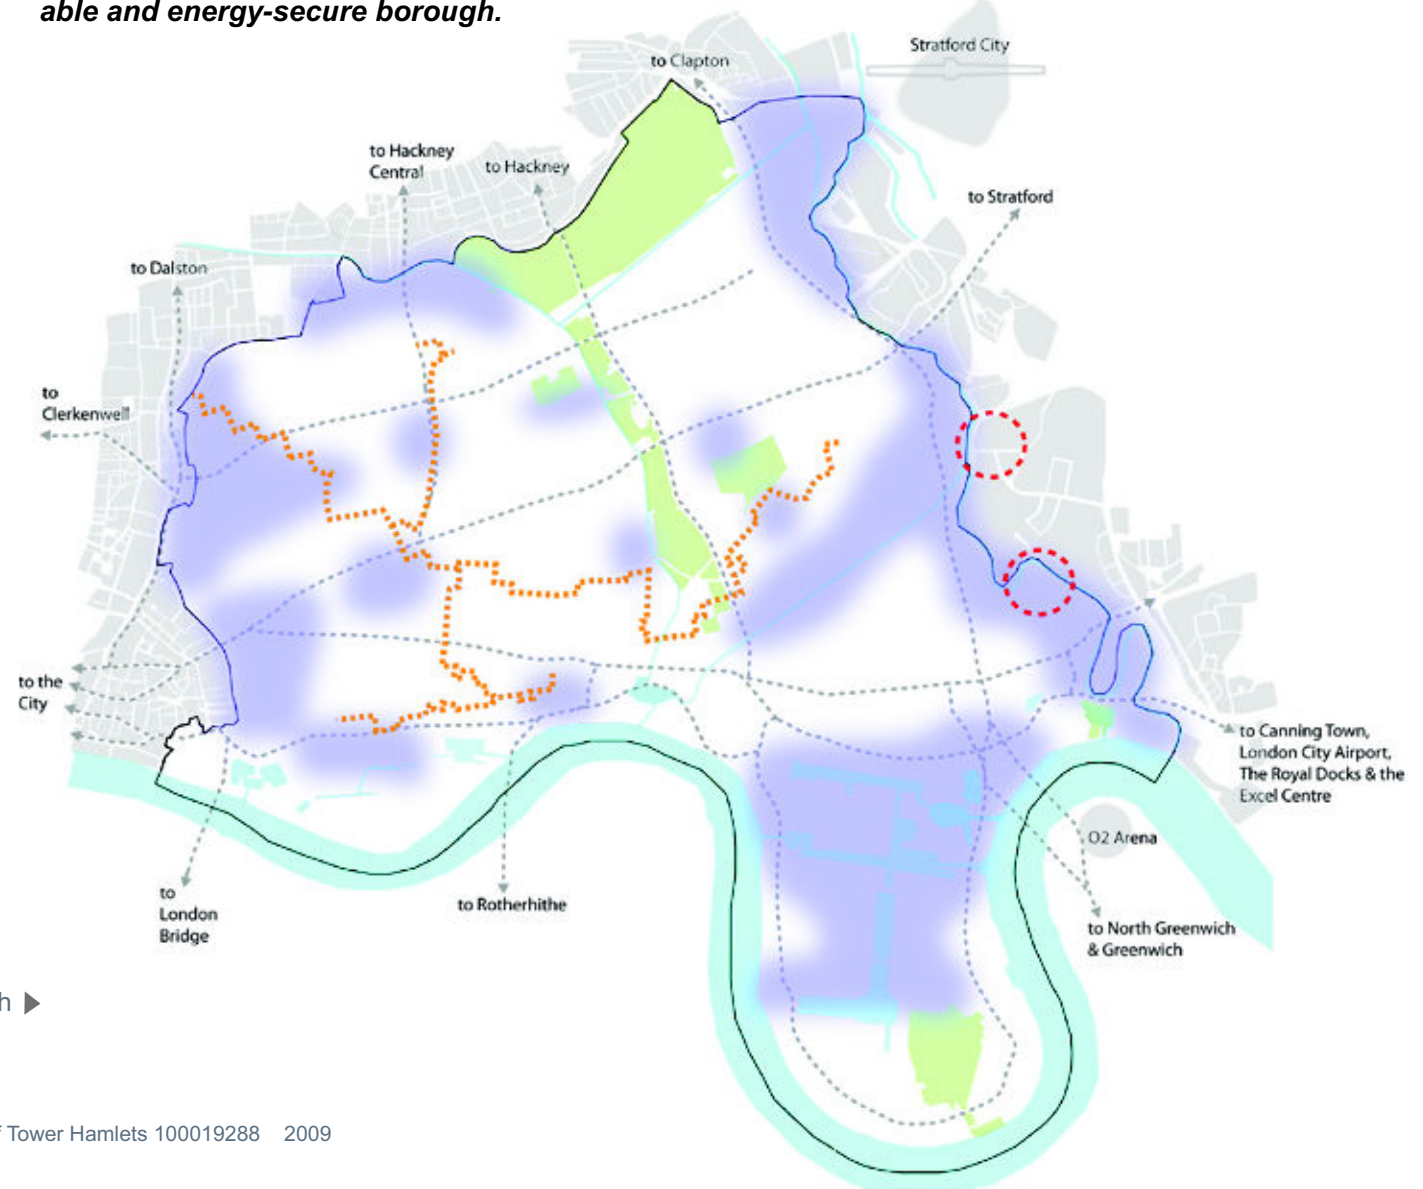 able and energy-secure borough.
Stratford City
to Clapton
to Hackney
Central
to Hackney
to Stratford
to Dalston
to
Clerkenwell
to the
City
to Canning Town,
London City Airport,
The Royal Docks & the
Excel Centre
O2 Arena
to
London
Bridge
to Rotherhithe
to North Greenwich
& Greenwich
h
Tower Hamlets 100019288 2009